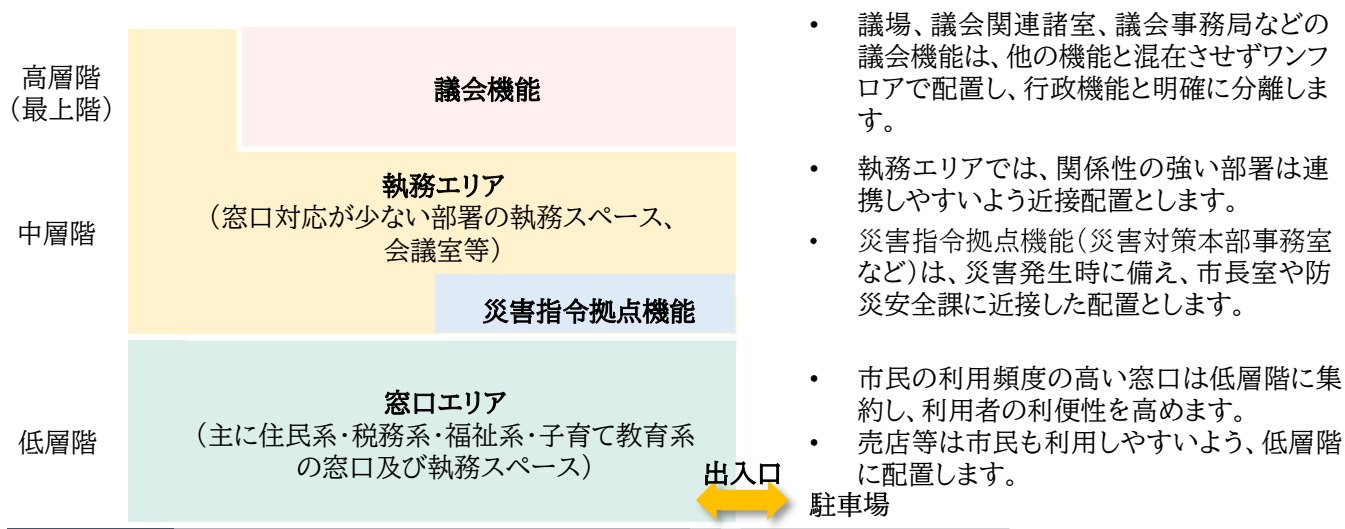 高層階
（最上階）
議会機能
• 議場、議会関連諸室、議会事務局などの
議会機能は、他の機能と混在させずワンフ
ロアで配置し、行政機能と明確に分離しま
す。
中層階
執務エリア
（窓口対応が少ない部署の執務スペース、
会議室等）
災害指令拠点機能
• 執務エリアでは、関係性の強い部署は連
携しやすいよう近接配置とします。
• 災害指令拠点機能（災害対策本部事務室
など）は、災害発生時に備え、市長室や防
災安全課に近接した配置とします。
低層階
窓口エリア
（主に住民系・税務系・福祉系・子育て教育系
の窓口及び執務スペース）
• 市民の利用頻度の高い窓口は低層階に集
約し、利用者の利便性を高めます。
• 売店等は市民も利用しやすいよう、低層階
に配置します。
出入口
駐車場